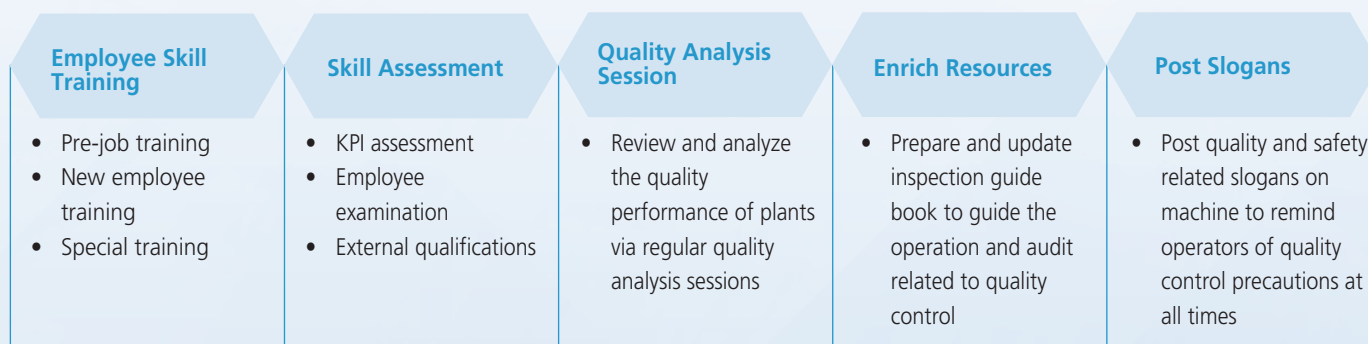 Employee Skill
Training
• Pre-job training
• New employee
training
• Special training
Skill Assessment
• KPI assessment
• Employee
examination
• External qualifications
Quality Analysis
Session
• Review and analyze
the quality
performance of plants
via regular quality
analysis sessions
Enrich Resources
• Prepare and update
inspection guide
book to guide the
operation and audit
related to quality
control
Post Slogans
• Post quality and safety
related slogans on
machine to remind
operators of quality
control precautions at
all times